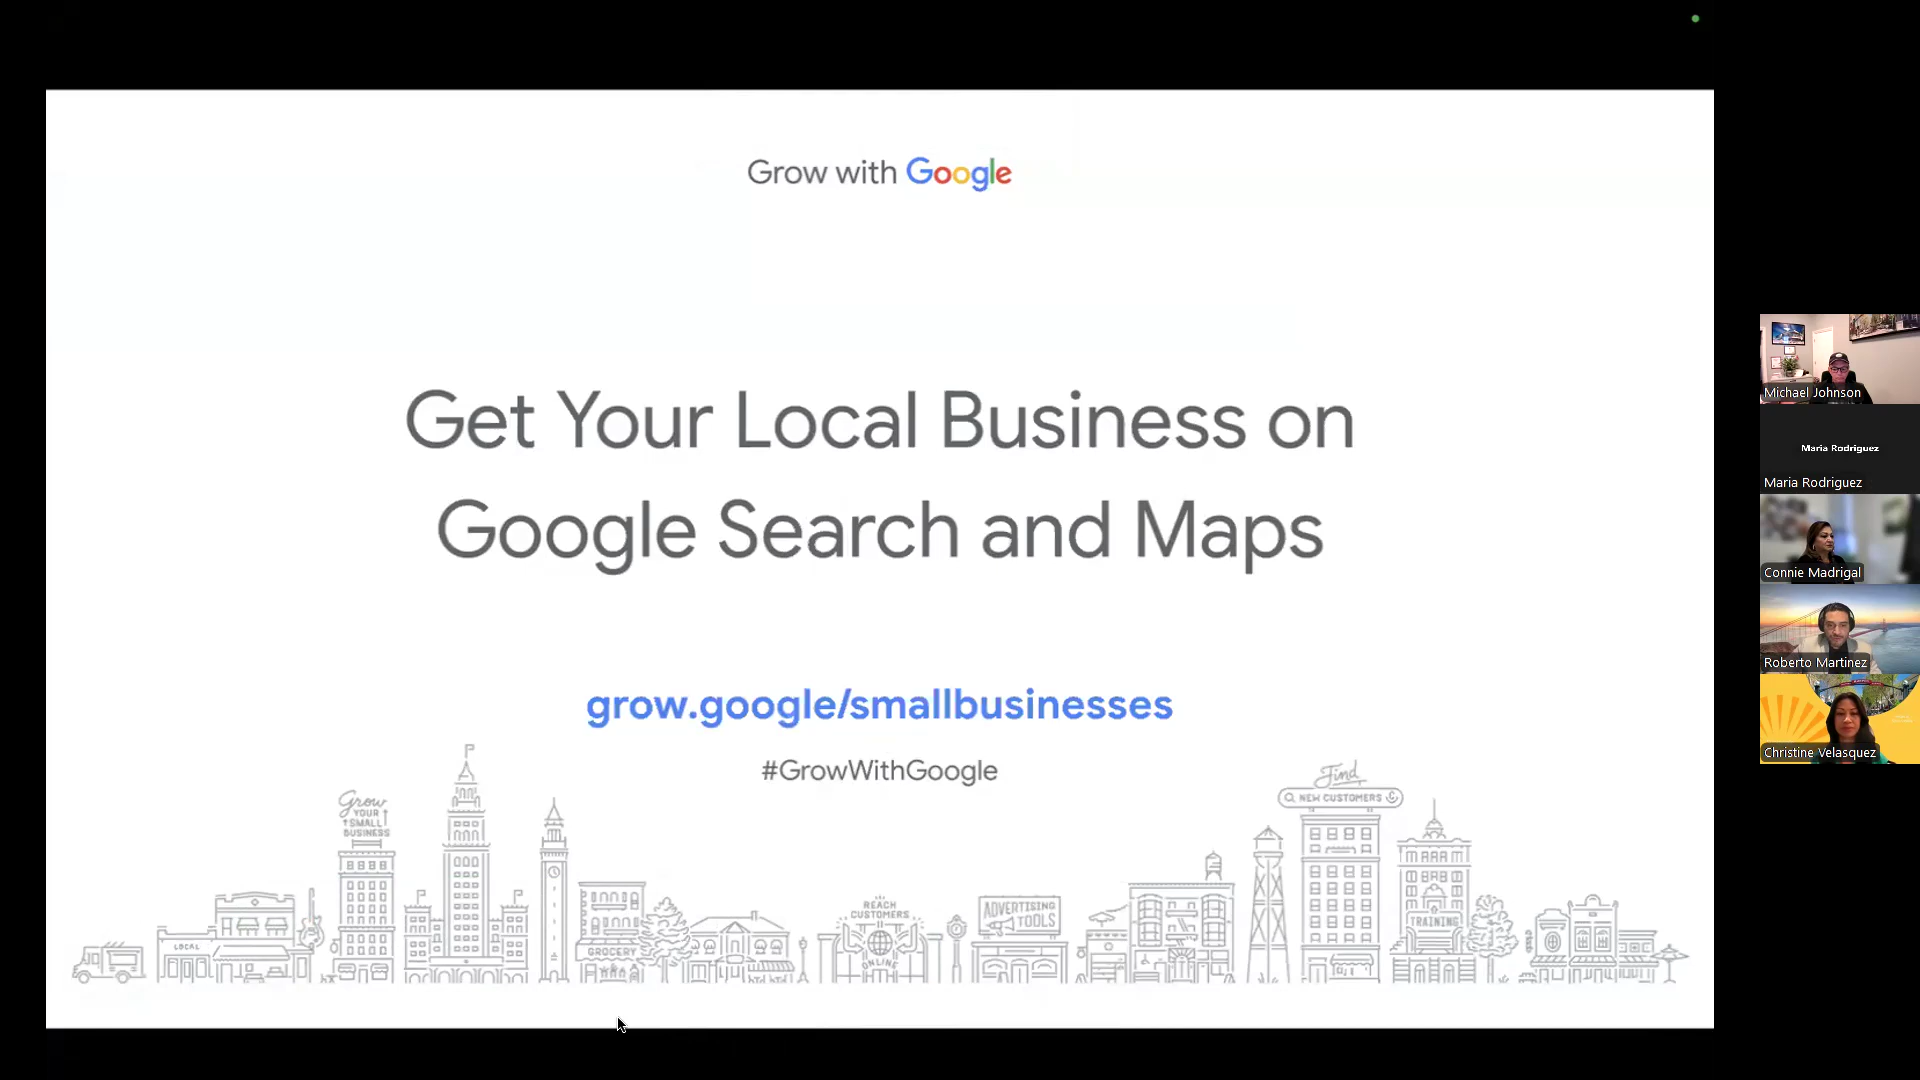 Grow with Google
Get Your Local Business on
Google Search and Maps
grow.google/smallbusinesses
#GrowWithGoogle
Grow
YOUR
SMALL
BUSINESS
LOCAL
GROCERY
REACH
CUSTOMERS
ONLINE
ADVERTISING
TOOLS
Find
NEW CUSTOMERS
TRAINING
Michael Johnson
Maria Rodriguez
Maria Rodriguez
Connie Madrigal
Roberto Martinez
Christine Velasquez